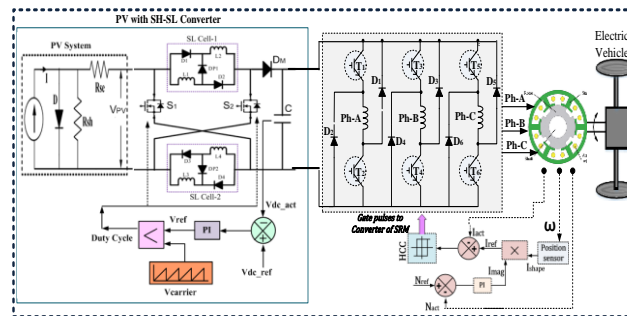 PV with SH-SL Converter
Electric
Vehicle
PV System
SL Cell-1
L1
L2
DP1
D2
DM
I
Rse
D
Rsh
VPV
S1
S2
C
L3
L4
D3
DP2
D4
SL Cell-2
Vdc_act
Vref
PI
Duty Cycle
Vdc_ref
Vcarrier
T1
T3
T5
D1
D3
D5
Ph-A
Ph-B
Ph-C
D2
D4
D6
T2
T4
T6
Ph-A
Ph-B
Ph-C
Gate pulses to
Converter of SRM
HCC
Iact
Iref
Imag
Ishape
ω
Position
sensor
Nref
PI
Nact